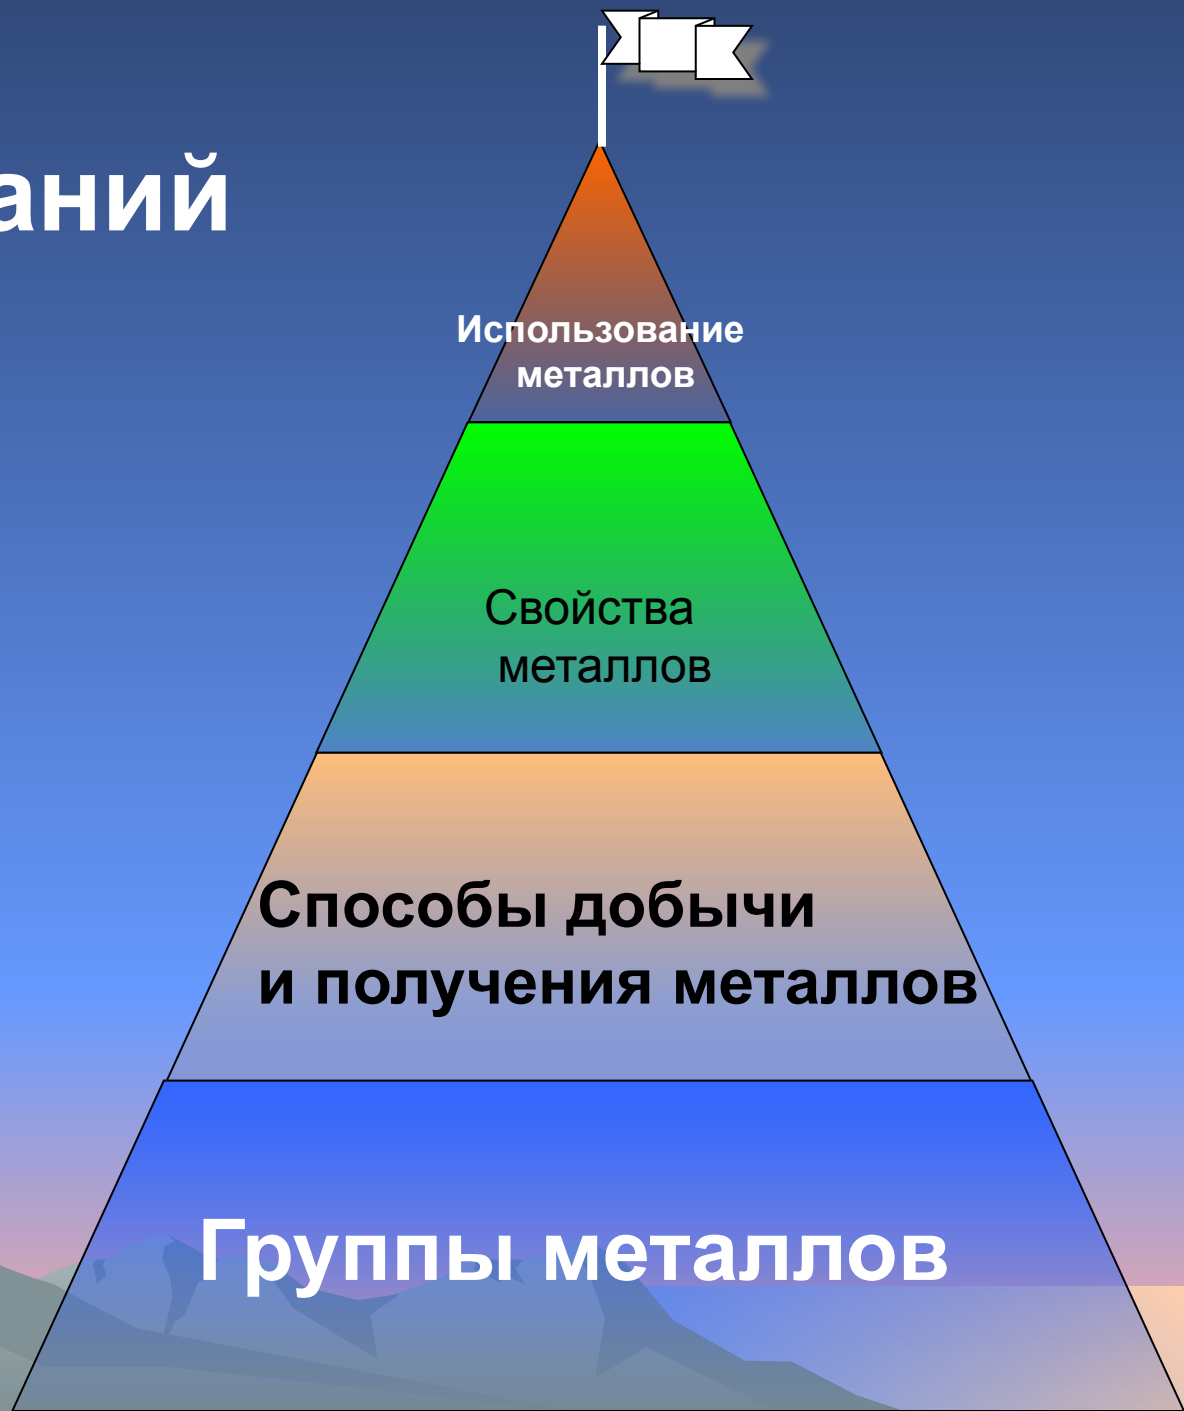 аний
Использование
металлов
Свойства
металлов
Способы добычи
и получения металлов
Группы металлов